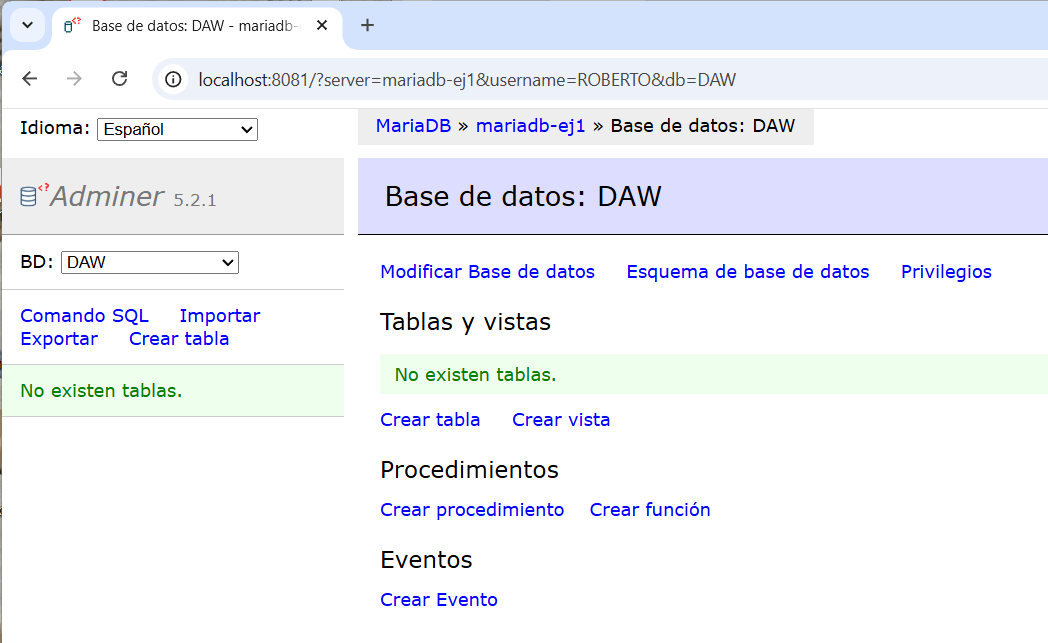 Base de datos: DAW - mariadb-
localhost:8081/?server=mariadb-ej1&username=ROBERTO&db=DAW
Idioma: Español
MariaDB » mariadb-ej1 » Base de datos: DAW
Adminer 5.2.1
Base de datos: DAW
BD: DAW
Modificar Base de datos Esquema de base de datos Privilegios
Comando SQL Importar
Exportar Crear tabla
No existen tablas.
Tablas y vistas
No existen tablas.
Crear tabla Crear vista
Procedimientos
Crear procedimiento Crear función
Eventos
Crear Evento